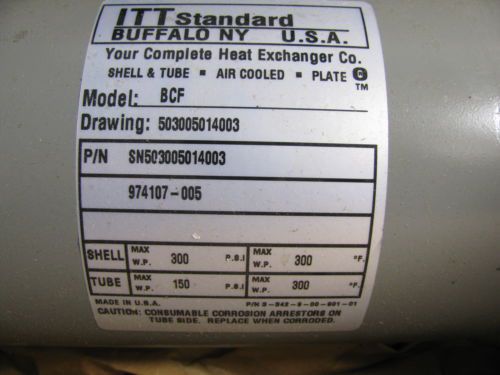 ITT Standard
BUFFALO NY U.S.A.
Your Complete Heat Exchanger Co.
SHELL & TUBE ▪ AIR COOLED ▪ PLATE
TM
Model: BCF
Drawing: 503005014003
P/N SN503005014003
974107-005
SHELL MAX W.P. 300 P.S.I MAX W.P. 300 °F.
TUBE MAX W.P. 150 P.S.I MAX W.P. 300 °F.
MADE IN U.S.A. P/N
CAUTION: CONSUMABLE CORROSION ARRESTORS ON
TUBE SIDE. REPLACE WHEN CORRODED.